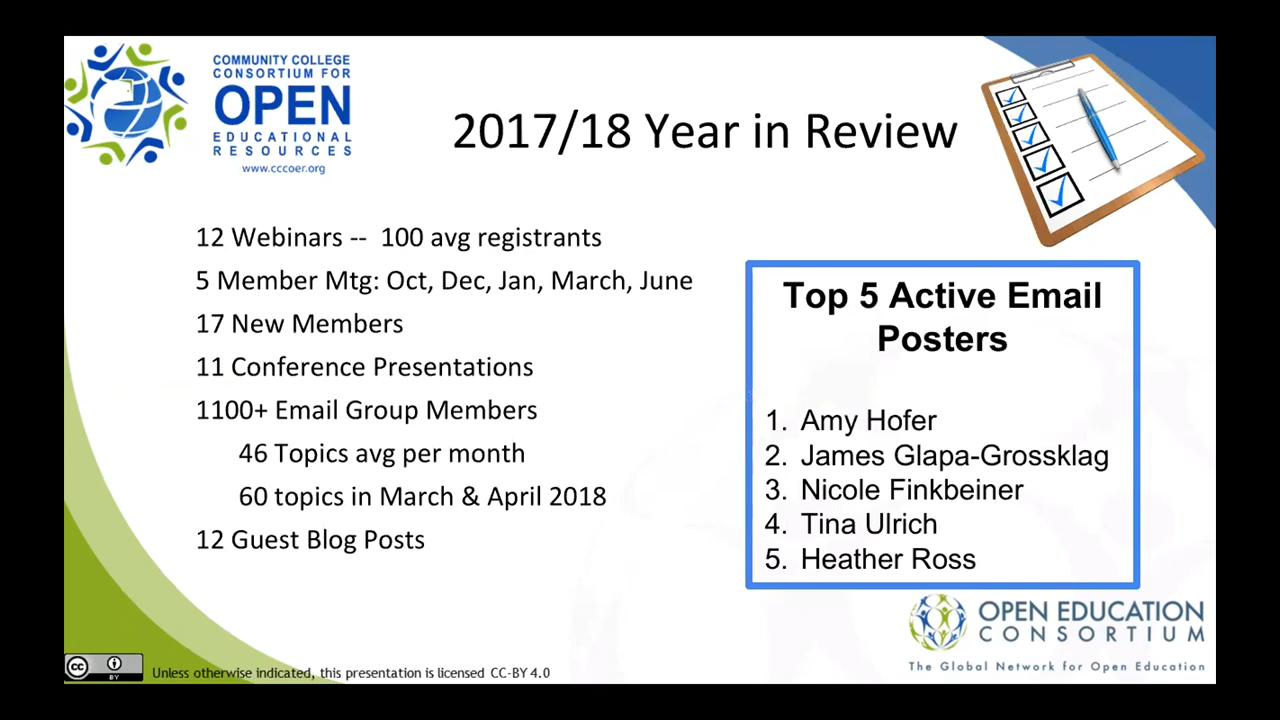 COMMUNITY COLLEGE
CONSORTIUM FOR
OPEN
EDUCATIONAL
RESOURCES
www.cccoer.org
2017/18 Year in Review
12 Webinars -- 100 avg registrants
5 Member Mtg: Oct, Dec, Jan, March, June
17 New Members
11 Conference Presentations
1100+ Email Group Members
46 Topics avg per month
60 topics in March & April 2018
12 Guest Blog Posts
Top 5 Active Email
Posters
1. Amy Hofer
2. James Glapa-Grossklag
3. Nicole Finkbeiner
4. Tina Ulrich
5. Heather Ross
OPEN EDUCATION
CONSORTIUM
The Global Network for Open Education
cc
BY
Unless otherwise indicated, this presentation is licensed CC-BY 4.0